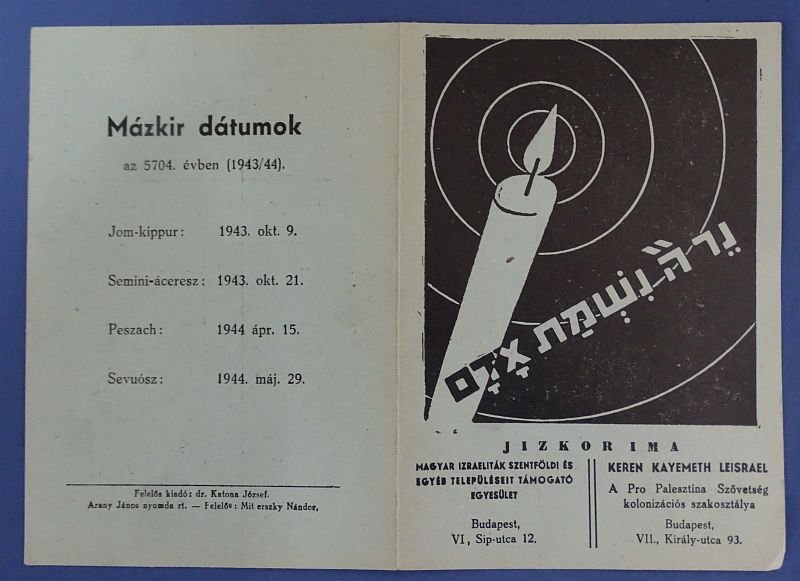 Mázkir dátumok
az 5704. évben (1943/44).
Jom-kippur: 1943. okt. 9.
Semini-áceresz: 1943. okt. 21.
Peszach: 1944 ápr. 15.
Sevuósz: 1944. máj. 29.
Felelős kiadó: dr. Katona József.
Arany János nyomda rt. — Felelős: Mit erszky Nándor,
נֵר ה״ נִשְׁמַת אָדָם
JIZKOR IMA
MAGYAR IZRAELITÁK SZENTFÖLDI ÉS
EGYÉB TELEPÜLÉSEIT TÁMOGATÓ
EGYESÜLET
Budapest,
VI, Sip-utca 12.
KEREN KAYEMETH LEISRAEL
A Pro Palesztina Szövetség
kolonizációs szakosztálya
Budapest,
VII., Király-utca 93.